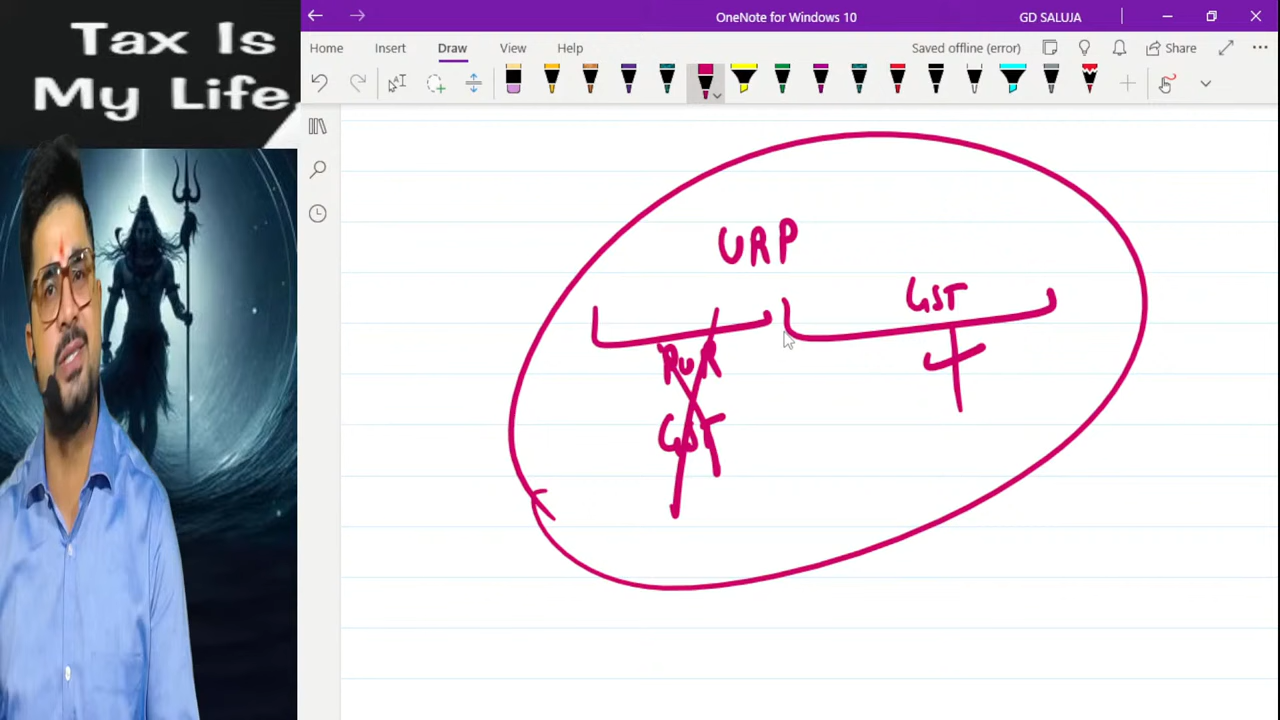 Tax Is
My Life
OneNote for Windows 10
GD SALUJA
Home Insert Draw View Help
Saved offline (error)
Share
URP
GST
RUR
GST